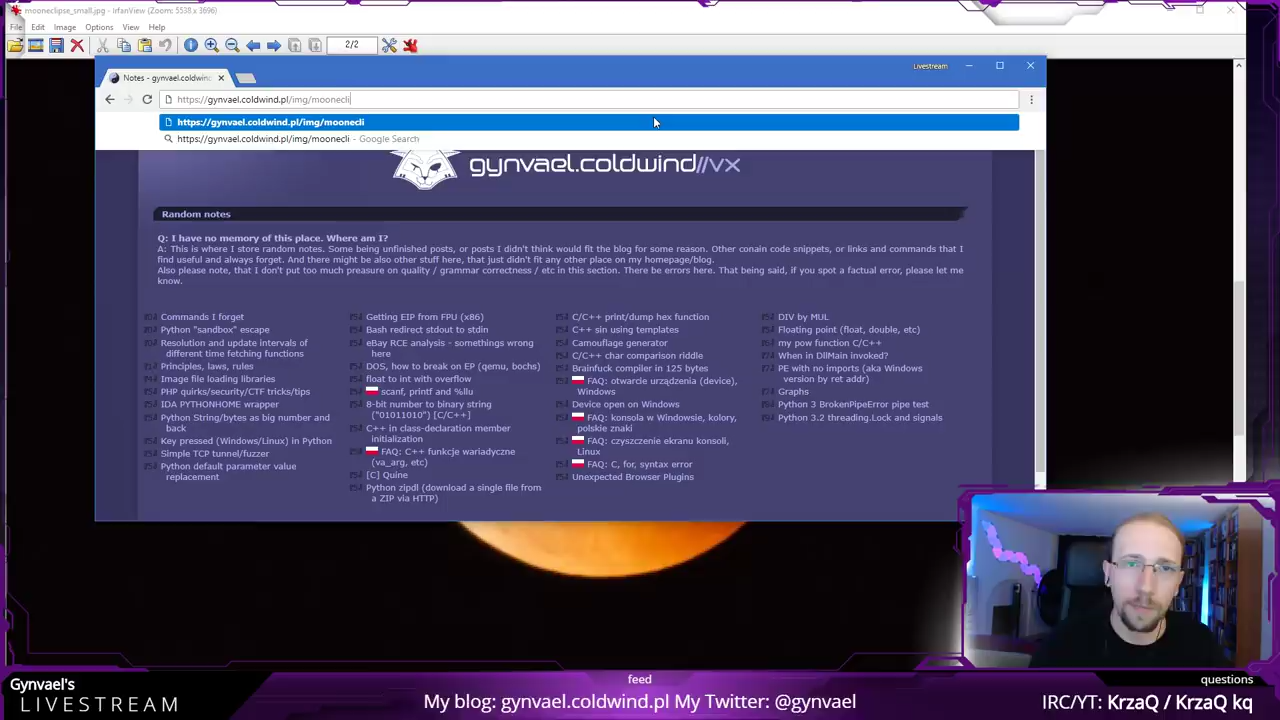 mooneclipse_small.jpg - IrfanView (Zoom: 5538 x 3696)
File Edit Image Options View Help
2/2
Livestream
Notes - gynvael.coldwind
https://gynvael.coldwind.pl/img/moonecli
https://gynvael.coldwind.pl/img/moonecli
https://gynvael.coldwind.pl/img/moonecli - Google Search
gynvael.coldwind//vx
Random notes
Q: I have no memory of this place. Where am I?
A: This is where I store random notes. Some being unfinished posts, or posts I didn't think would fit the blog for some reason. Other conain code snippets, or links and commands that I
find useful and always forget. And there might be also other stuff here, that just didn't fit any other place on my homepage/blog.
Also please note, that I don't put too much preasure on quality / grammar correctness / etc in this section. There be errors here. That being said, if you spot a factual error, please let me
know.
Commands I forget
Python "sandbox" escape
Resolution and update intervals of
different time fetching functions
Principles, laws, rules
Image file loading libraries
PHP quirks/security/CTF tricks/tips
IDA PYTHONHOME wrapper
Python String/bytes as big number and
back
Key pressed (Windows/Linux) in Python
Simple TCP tunnel/fuzzer
Python default parameter value
replacement
Getting EIP from FPU (x86)
Bash redirect stdout to stdin
eBay RCE analysis - somethings wrong
here
DOS, how to break on EP (qemu, bochs)
float to int with overflow
scanf, printf and %llu
8-bit number to binary string
("01011010") [C/C++]
C++ in class-declaration member
initialization
FAQ: C++ funkcje wariadyczne
(va_arg, etc)
[C] Quine
Python zipdl (download a single file from
a ZIP via HTTP)
C/C++ print/dump hex function
C++ sin using templates
Camouflage generator
C/C++ char comparison riddle
Brainfuck compiler in 125 bytes
FAQ: otwarcie urządzenia (device),
Windows
Device open on Windows
FAQ: konsola w Windowsie, kolory,
polskie znaki
FAQ: czyszczenie ekranu konsoli,
Linux
FAQ: C, for, syntax error
Unexpected Browser Plugins
DIV by MUL
Floating point (float, double, etc)
my pow function C/C++
When in DllMain invoked?
PE with no imports (aka Windows
version by ret addr)
Graphs
Python 3 BrokenPipeError pipe test
Python 3.2 threading.Lock and signals
Gynvael's
LIVESTREAM
feed
My blog: gynvael.coldwind.pl My Twitter: @gynvael
questions
IRC/YT: KrzaQ / KrzaQ kq